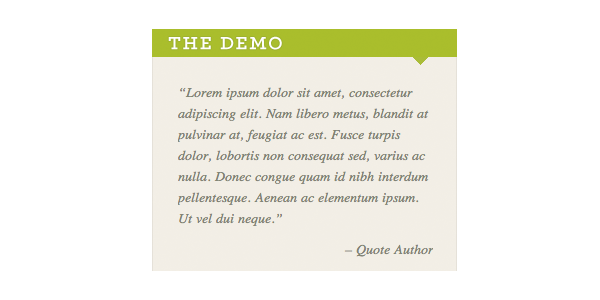 THE DEMO
“Lorem ipsum dolor sit amet, consectetur
adipiscing elit. Nam libero metus, blandit at
pulvinar at, feugiat ac est. Fusce turpis
dolor, lobortis non consequat sed, varius ac
nulla. Donec congue quam id nibh interdum
pellentesque. Aenean ac elementum ipsum.
Ut vel dui neque.”
– Quote Author